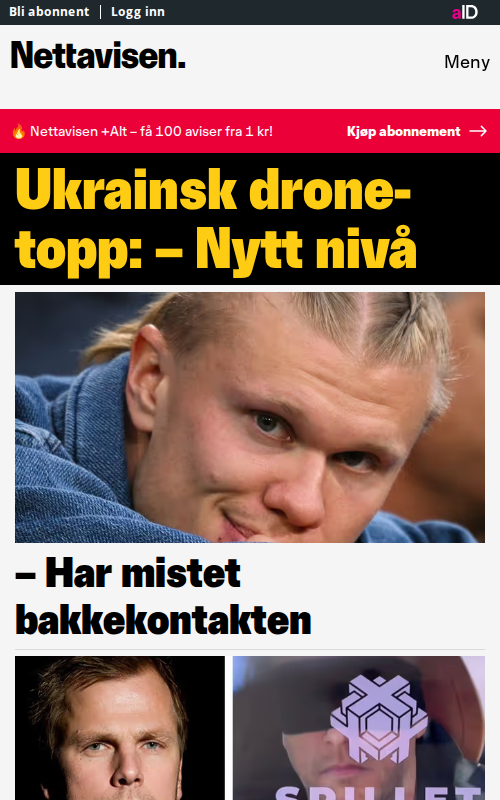 Bli abonnent
Logg inn
aID
Nettavisen.
Meny
🔥 Nettavisen +Alt – få 100 aviser fra 1 kr!
Kjøp abonnement →
Ukrainsk drone-
topp: – Nytt nivå
– Har mistet
bakkekontakten
SPILLET